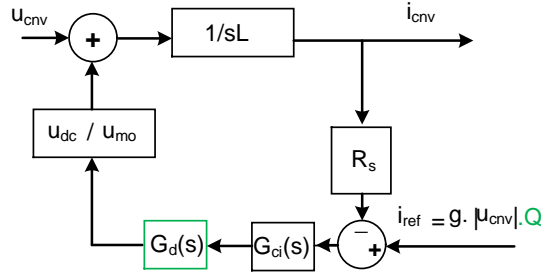 u_cnv
i_cnv
+
1/sL
u_dc / u_mo
R_s
−
+
i_ref = g. |u_cnv|.Q
G_d(s)
G_ci(s)